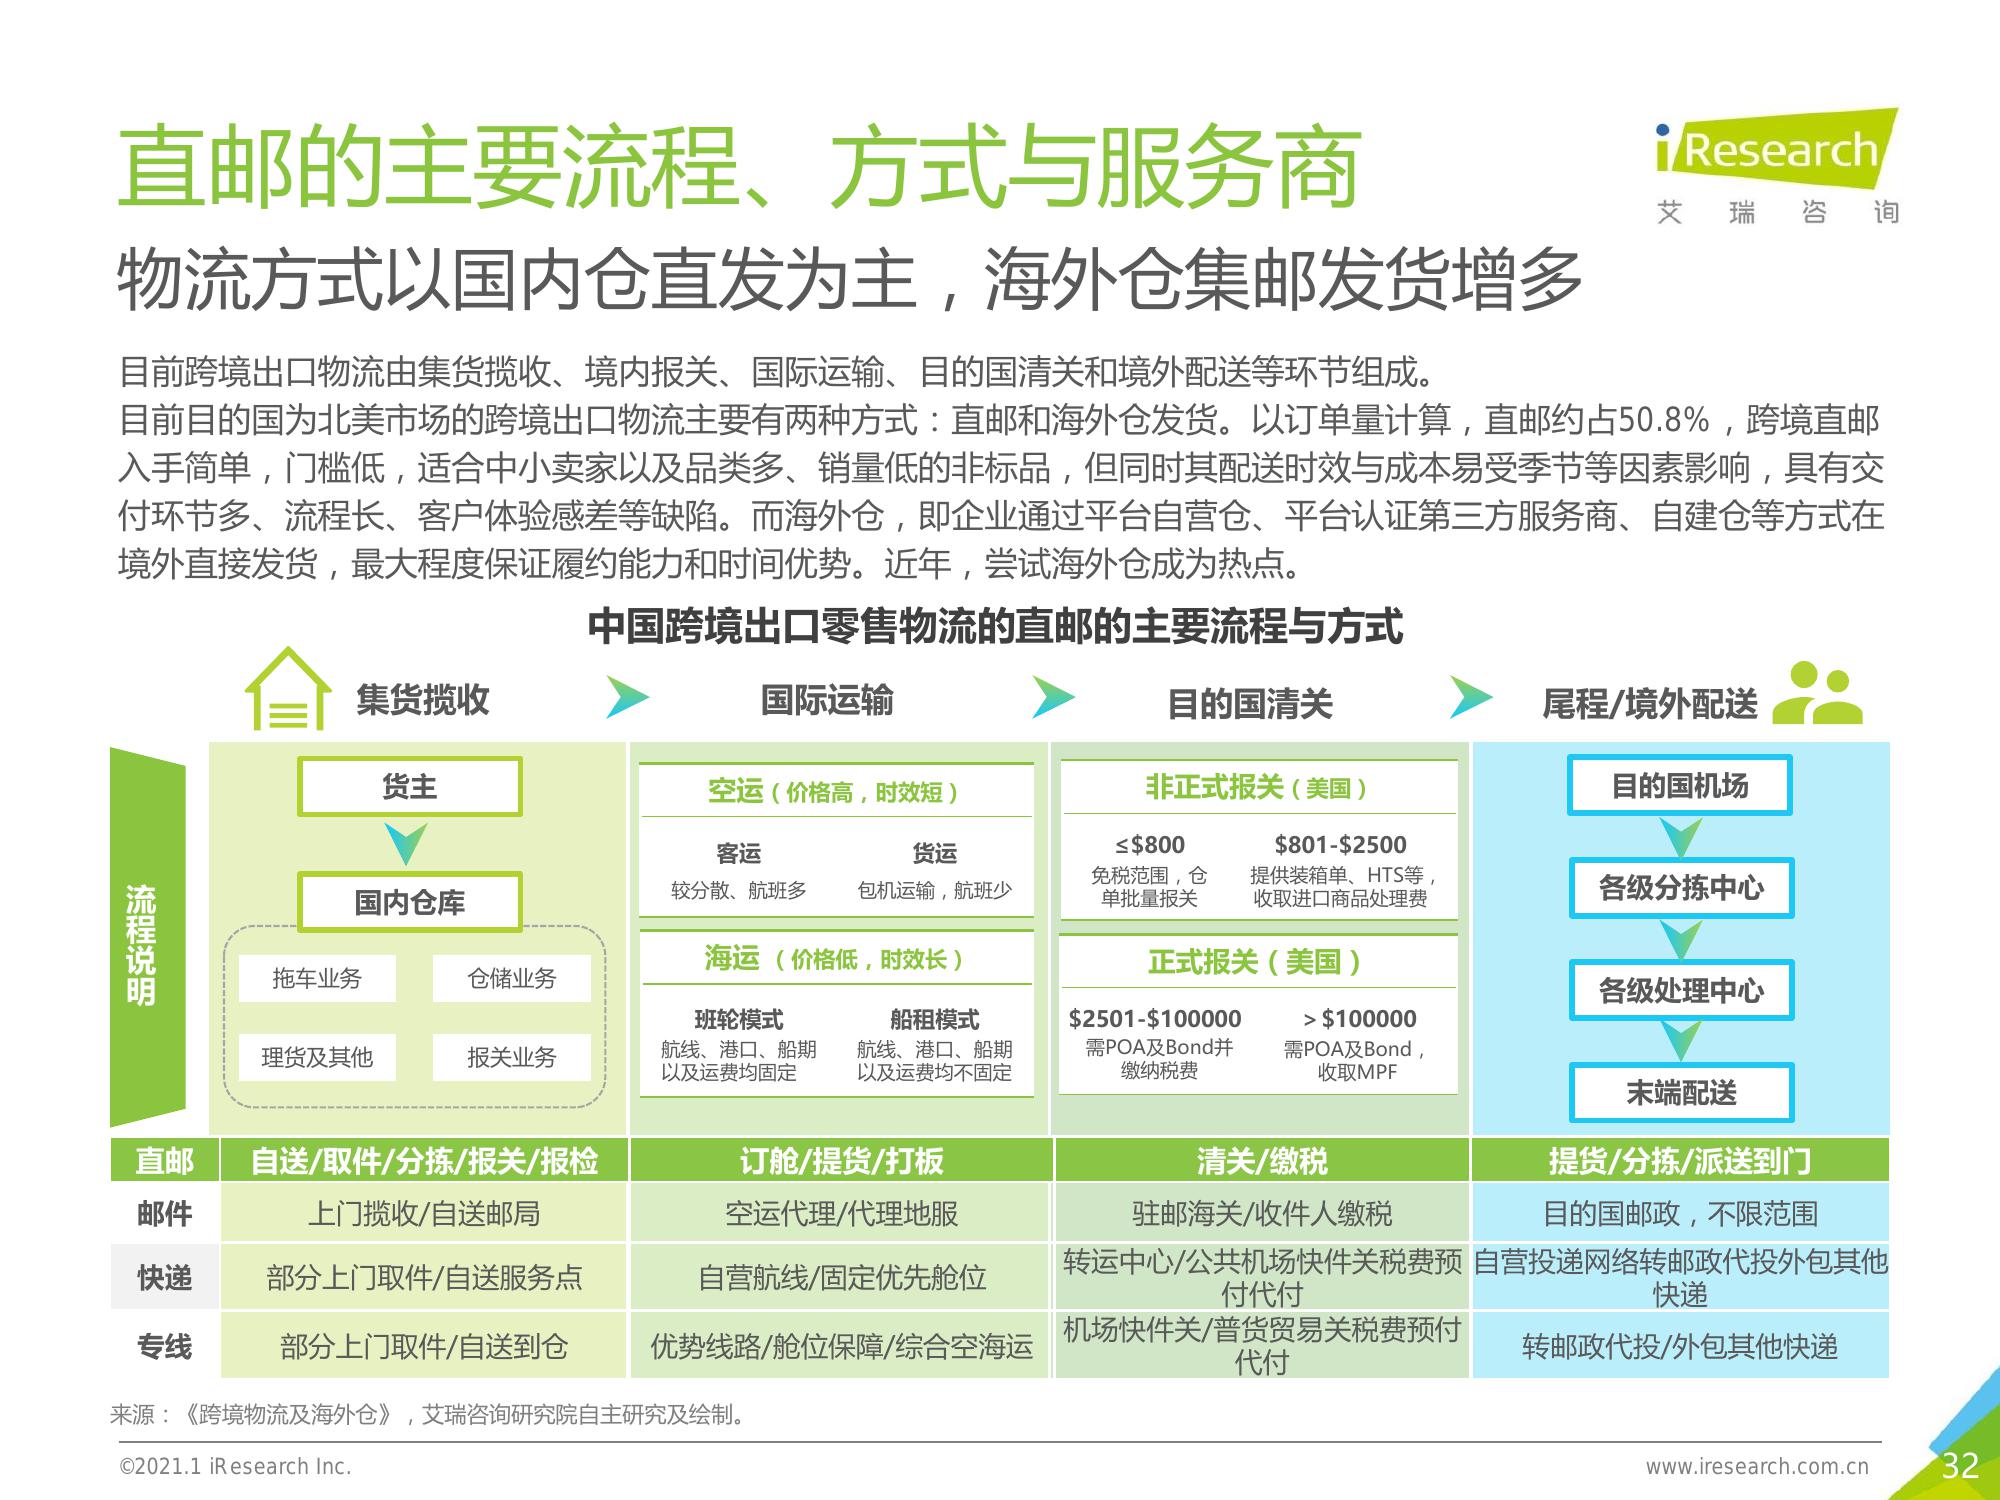 直邮的主要流程、方式与服务商
iResearch
艾瑞咨询
物流方式以国内仓直发为主，海外仓集邮发货增多
目前跨境出口物流由集货揽收、境内报关、国际运输、目的国清关和境外配送等环节组成。
目前目的国为北美市场的跨境出口物流主要有两种方式：直邮和海外仓发货。以订单量计算，直邮约占50.8%，跨境直邮
入手简单，门槛低，适合中小卖家以及品类多、销量低的非标品，但同时其配送时效与成本易受季节等因素影响，具有交
付环节多、流程长、客户体验感差等缺陷。而海外仓，即企业通过平台自营仓、平台认证第三方服务商、自建仓等方式在
境外直接发货，最大程度保证履约能力和时间优势。近年，尝试海外仓成为热点。
中国跨境出口零售物流的直邮的主要流程与方式
集货揽收
国际运输
目的国清关
尾程/境外配送
流程说明
货主
国内仓库
拖车业务
仓储业务
理货及其他
报关业务
空运（价格高，时效短）
客运
货运
较分散、航班多
包机运输，航班少
海运（价格低，时效长）
班轮模式
船租模式
航线、港口、船期
以及运费均固定
航线、港口、船期
以及运费均不固定
非正式报关（美国）
≤$800
$801-$2500
免税范围，仓
单批量报关
提供装箱单、HTS等，
收取进口商品处理费
正式报关（美国）
$2501-$100000
＞$100000
需POA及Bond并
缴纳税费
需POA及Bond，
收取MPF
目的国机场
各级分拣中心
各级处理中心
末端配送
直邮
自送/取件/分拣/报关/报检
订舱/提货/打板
清关/缴税
提货/分拣/派送到门
邮件
上门揽收/自送邮局
空运代理/代理地服
驻邮海关/收件人缴税
目的国邮政，不限范围
快递
部分上门取件/自送服务点
自营航线/固定优先舱位
转运中心/公共机场快件关税费预
付代付
自营投递网络转邮政代投外包其他
快递
专线
部分上门取件/自送到仓
优势线路/舱位保障/综合空海运
机场快件关/普货贸易关税费预付
代付
转邮政代投/外包其他快递
来源：《跨境物流及海外仓》，艾瑞咨询研究院自主研究及绘制。
©2021.1 iResearch Inc.
www.iresearch.com.cn
32